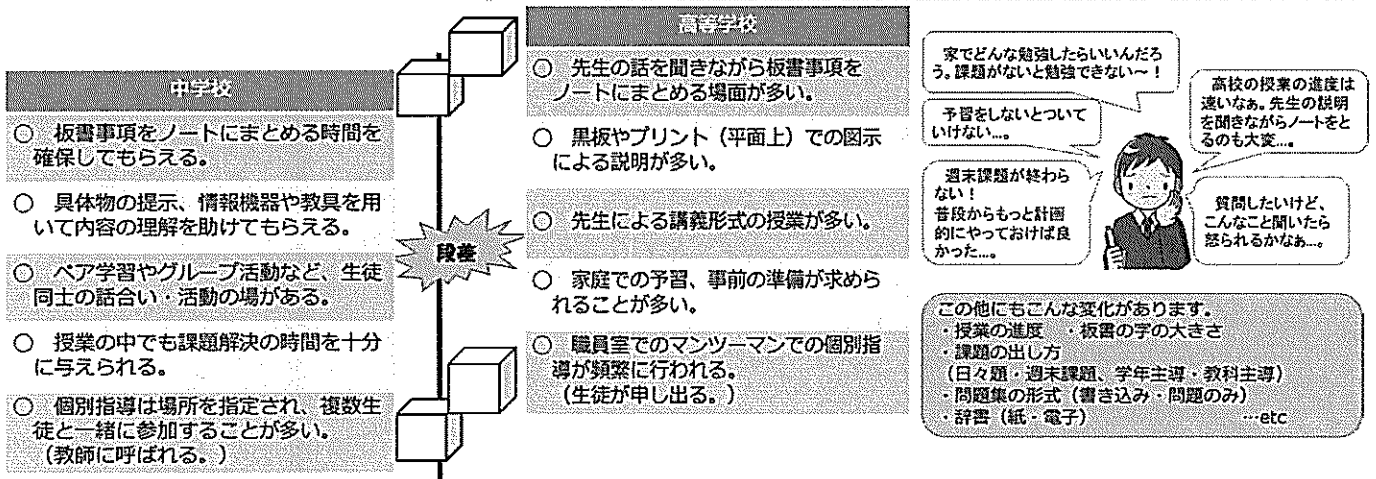 中学校
○ 板書事項をノートにまとめる時間を
確保してもらえる。
○ 具体物の提示、情報機器や教具を用
いて内容の理解を助けてもらえる。
○ ペア学習やグループ活動など、生徒
同士の話合い・活動の場がある。
○ 授業の中でも課題解決の時間を十分
に与えられる。
○ 個別指導は場所を指定され、複数生
徒と一緒に参加することが多い。
（教師に呼ばれる。）
段差
高等学校
○ 先生の話を聞きながら板書事項を
ノートにまとめる場面が多い。
○ 黒板やプリント（平面上）での図示
による説明が多い。
○ 先生による講義形式の授業が多い。
○ 家庭での予習、事前の準備が求めら
れることが多い。
○ 職員室でのマンツーマンでの個別指
導が頻繁に行われる。
（生徒が申し出る。）
家でどんな勉強したらいいんだろ
う。課題がないと勉強できない～！
予習をしないとついて
いけない…。
週末課題が終わら
ない！
普段からもっと計画
的にやっておけば良
かった…。
高校の授業の進度は
速いなぁ。先生の説明
を聞きながらノートをと
るのも大変…。
質問したいけど、
こんなこと聞いたら
怒られるかなぁ…。
この他にもこんな変化があります。
・授業の進度 ・板書の字の大きさ
・課題の出し方
（日々題・週末課題、学年主導・教科主導）
・問題集の形式（書き込み・問題のみ）
・辞書（紙・電子） …etc